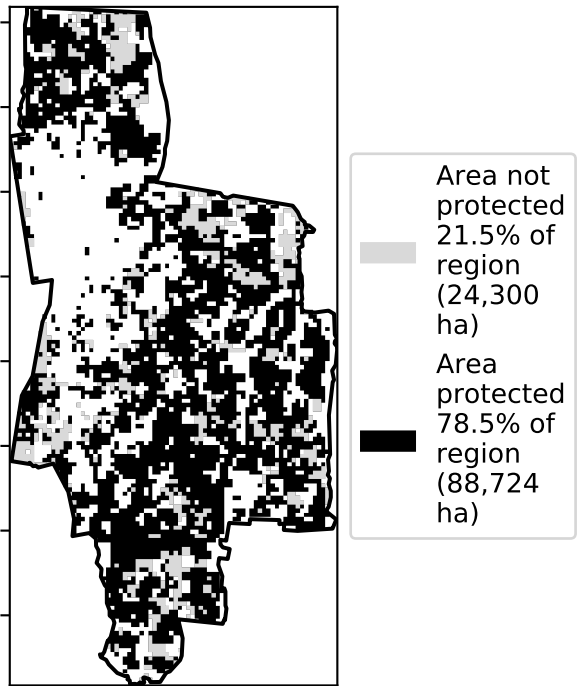 Area not
protected
21.5% of
region
(24,300
ha)
Area
protected
78.5% of
region
(88,724
ha)